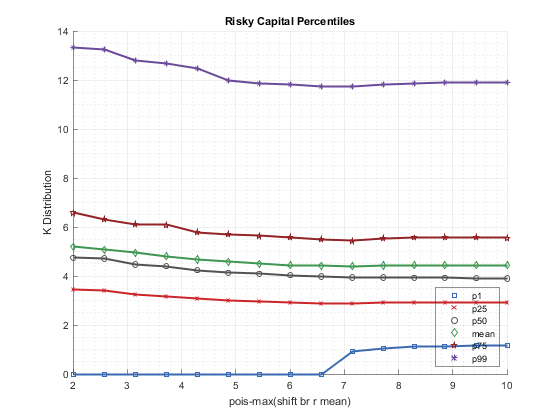 Risky Capital Percentiles
14
12
10
8
6
4
2
0
K Distribution
2 3 4 5 6 7 8 9 10
pois-max(shift br r mean)
p1
p25
p50
mean
p75
p99